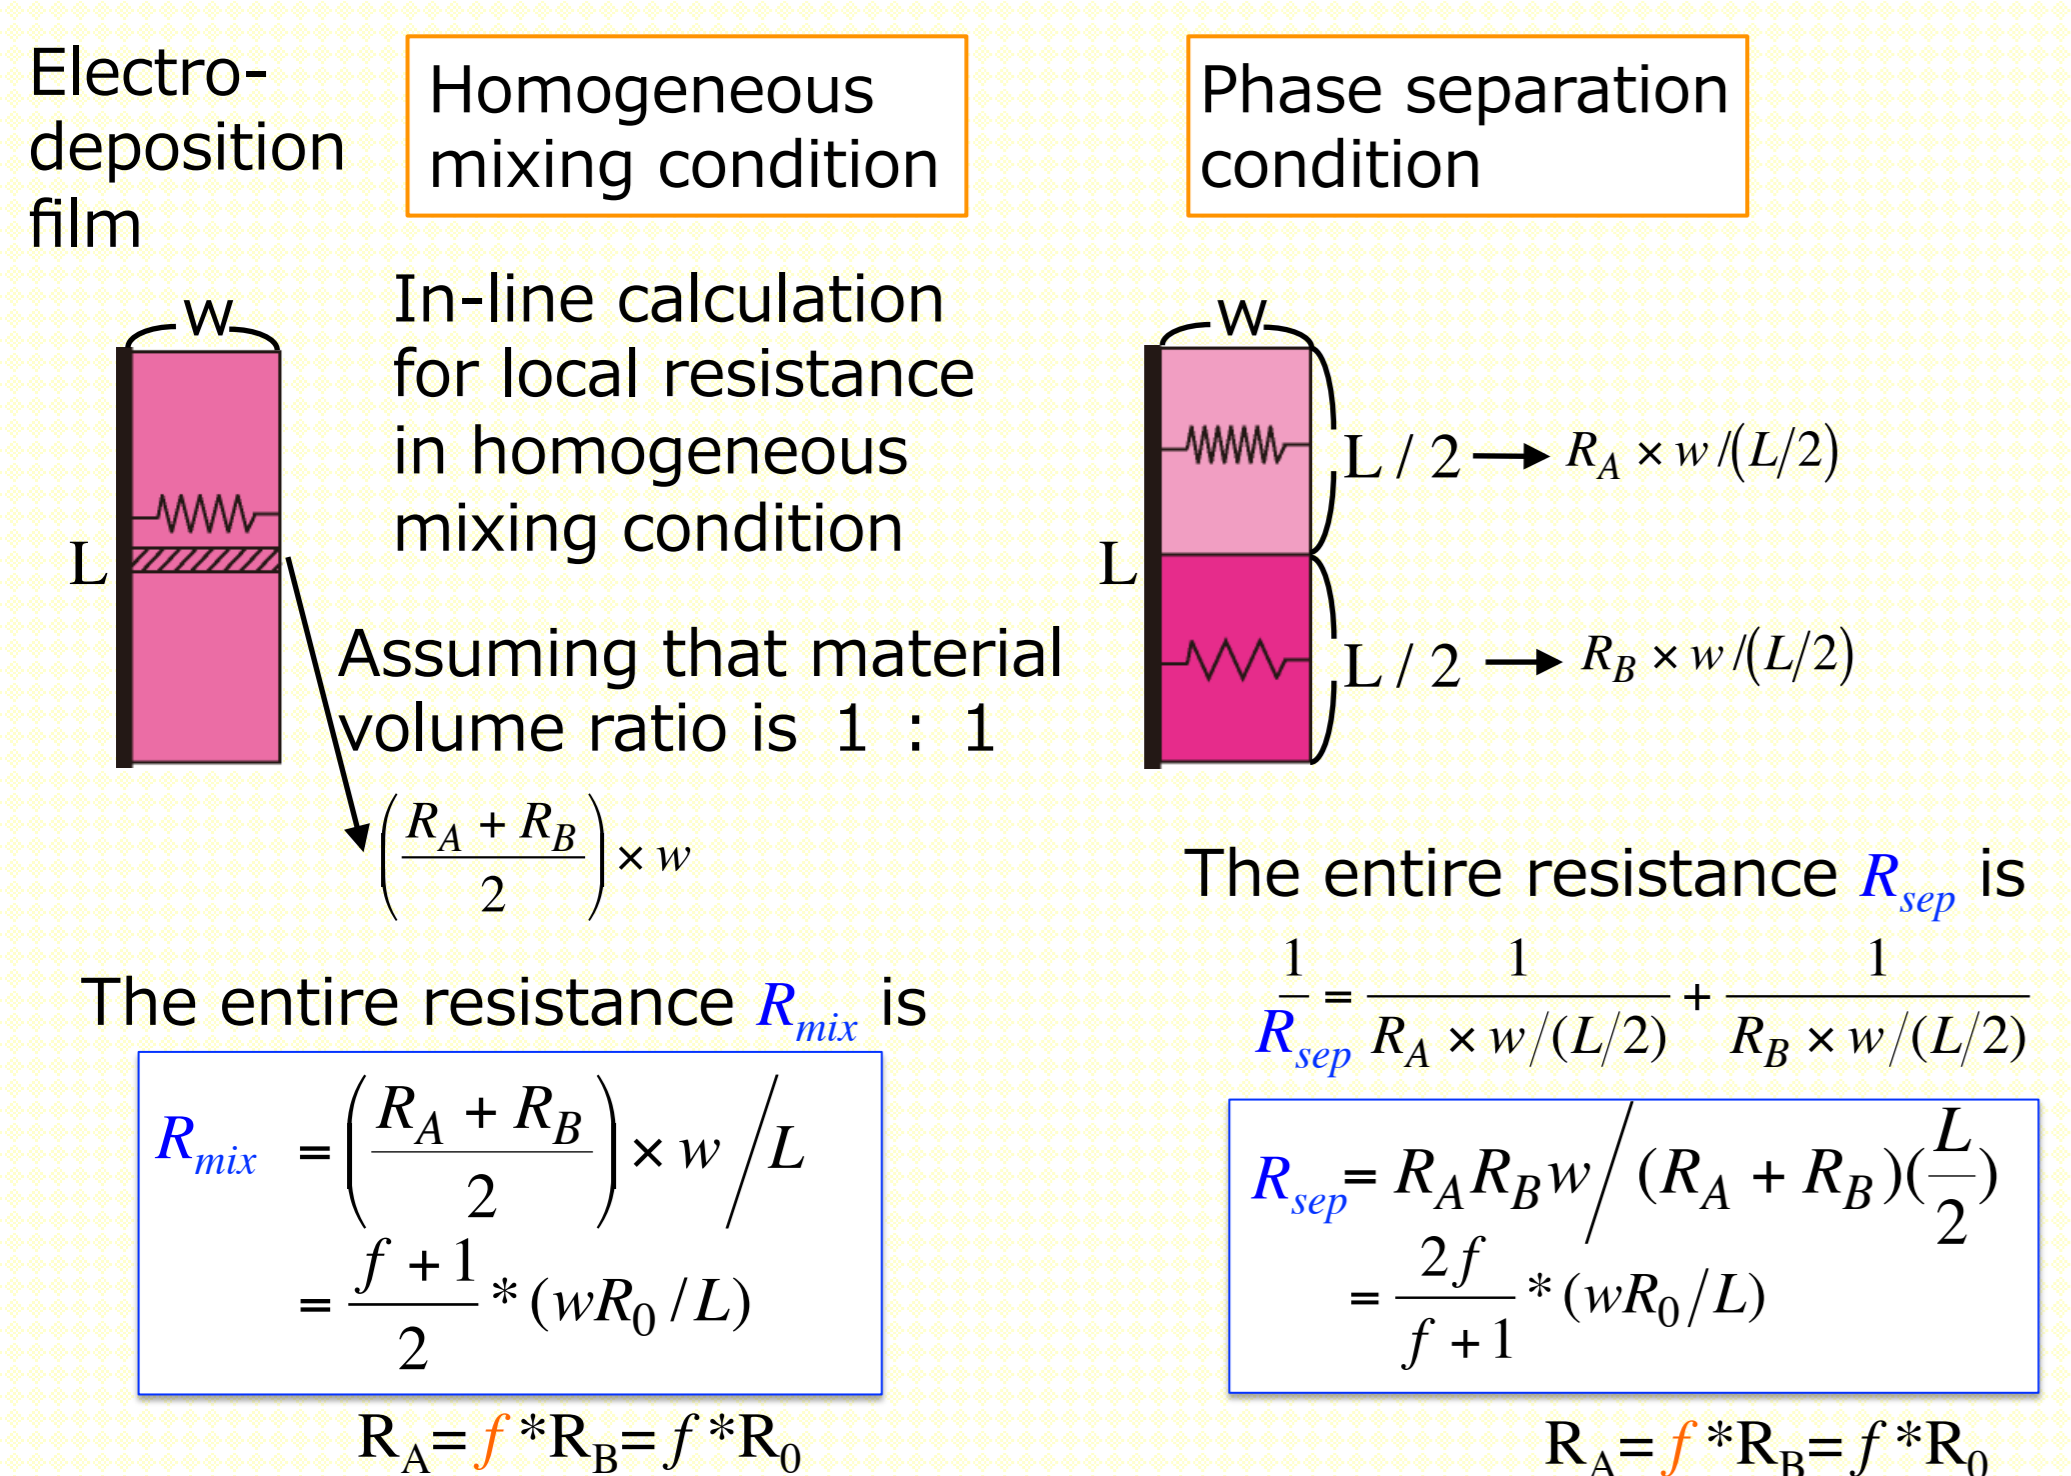 Electro-
deposition
film
Homogeneous
mixing condition
w
L
In-line calculation
for local resistance
in homogeneous
mixing condition
Assuming that material
volume ratio is 1 : 1
((R_A + R_B)/2) × w
The entire resistance R_mix is
R_mix = ((R_A + R_B)/2) × w / L
= (f + 1)/2 * (wR_0 / L)
R_A = f * R_B = f * R_0
Phase separation
condition
w
L
L / 2 → R_A × w /(L/2)
L / 2 → R_B × w /(L/2)
The entire resistance R_sep is
1/R_sep = 1/(R_A × w/(L/2)) + 1/(R_B × w/(L/2))
R_sep = R_A R_B w / (R_A + R_B)(L/2)
= 2f/(f + 1) * (wR_0/L)
R_A = f * R_B = f * R_0